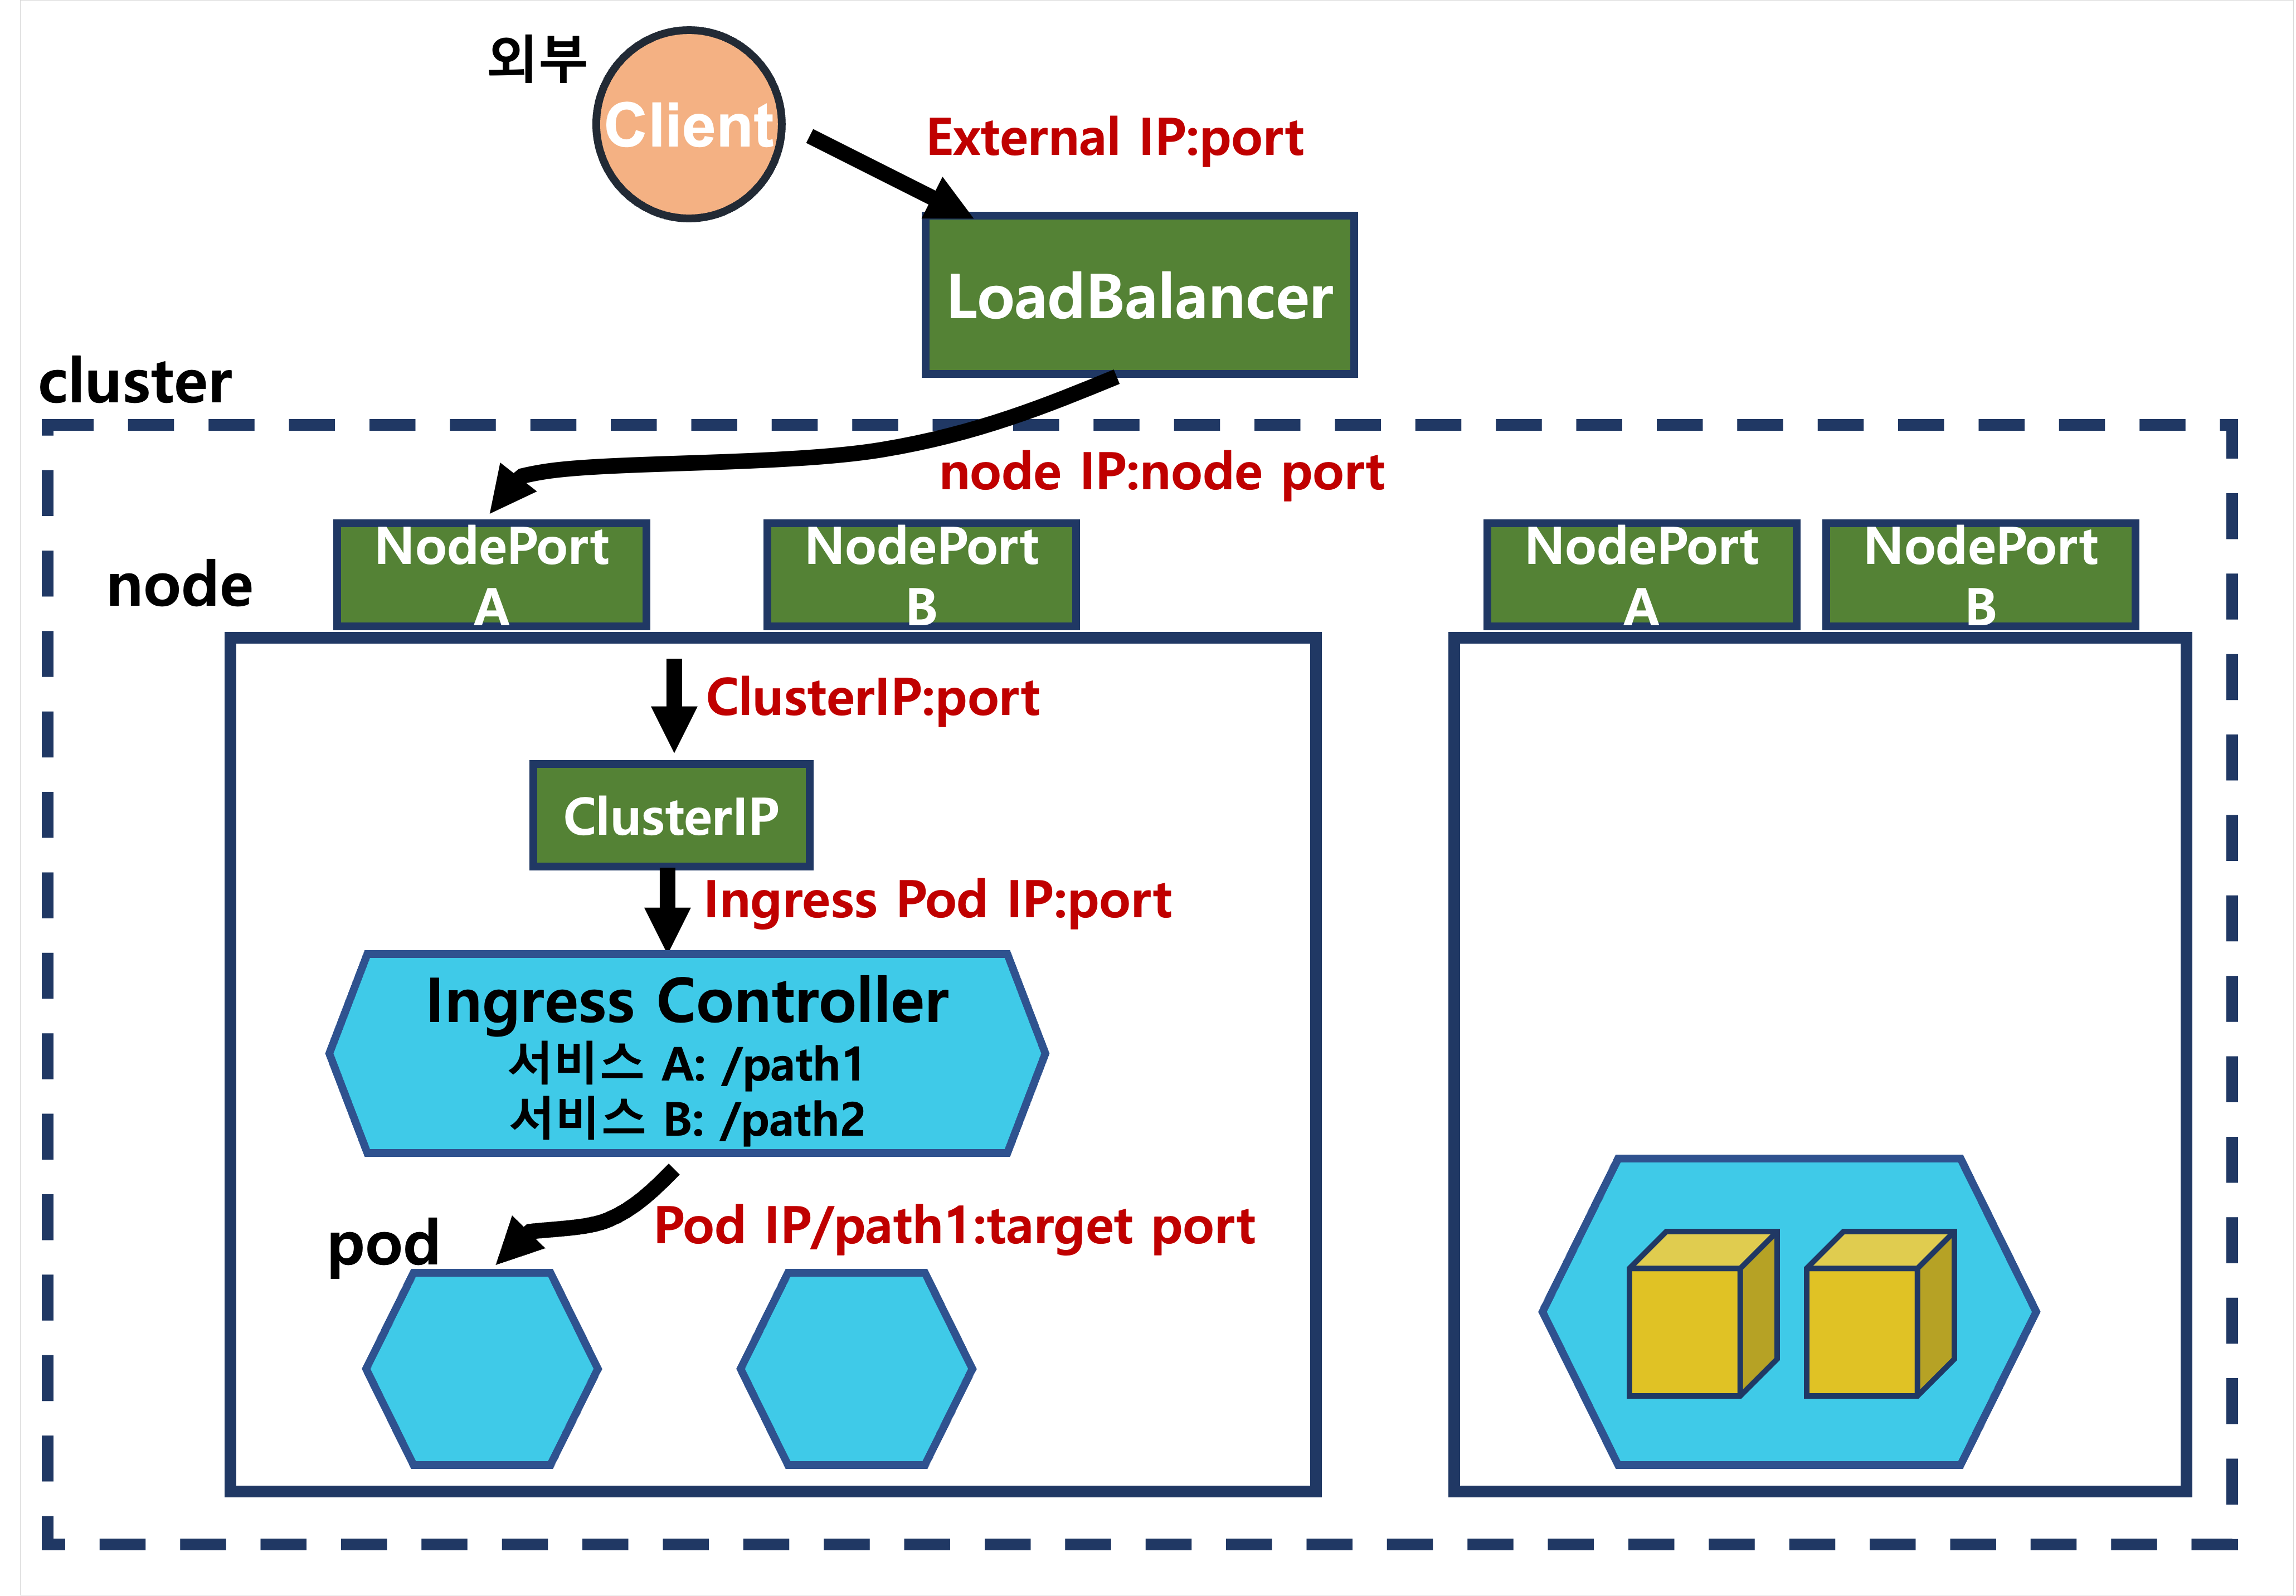 외부
Client
External IP:port
LoadBalancer
cluster
node IP:node port
node
NodePort
A
NodePort
B
NodePort
A
NodePort
B
ClusterIP:port
ClusterIP
Ingress Pod IP:port
Ingress Controller
서비스 A: /path1
서비스 B: /path2
Pod IP/path1:target port
pod